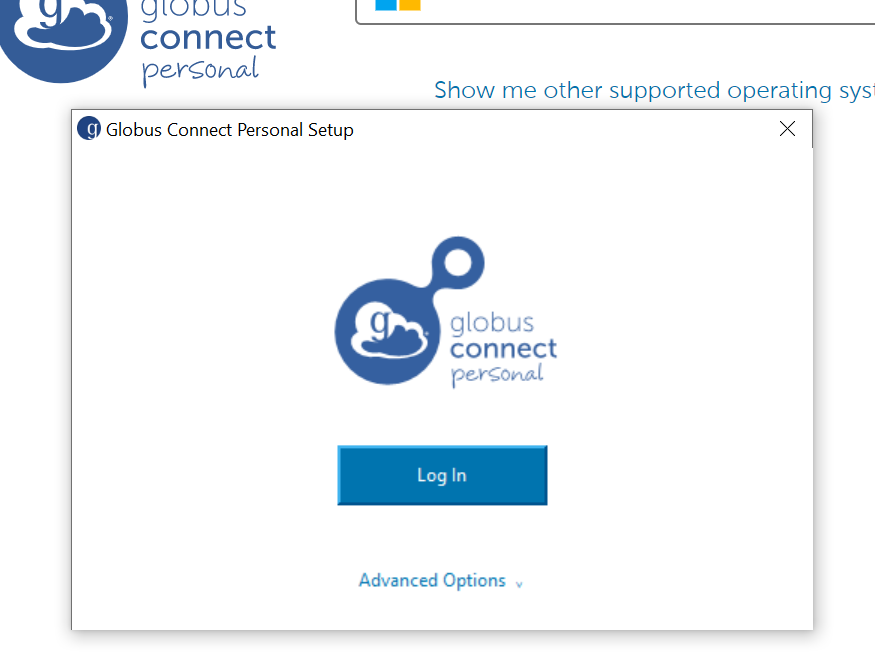 globus
connect
personal
Show me other supported operating
g Globus Connect Personal Setup
g
globus
connect
personal
Log In
Advanced Options